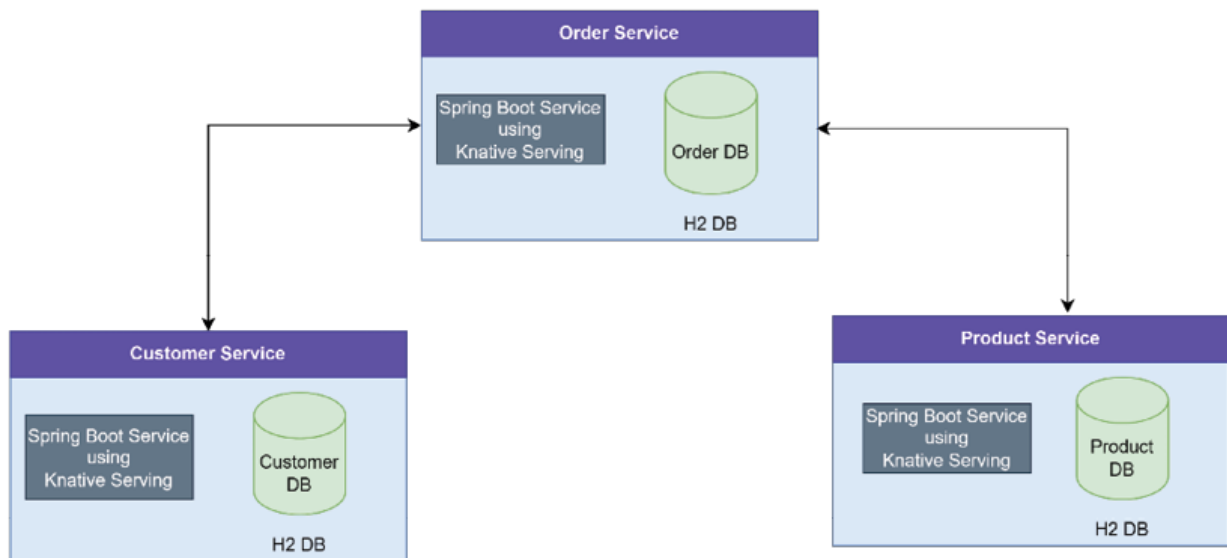 Order Service
Spring Boot Service
using
Knative Serving
Order DB
H2 DB
Customer Service
Spring Boot Service
using
Knative Serving
Customer
DB
H2 DB
Product Service
Spring Boot Service
using
Knative Serving
Product
DB
H2 DB